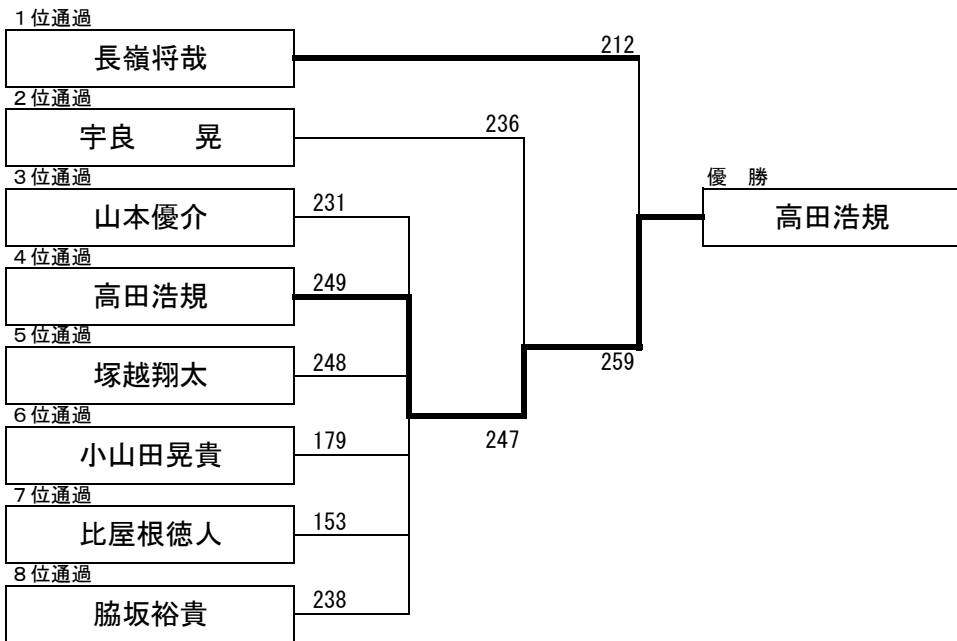 1位通過
長嶺将哉
212
2位通過
宇良　　晃
236
3位通過
山本優介
231
優　勝
高田浩規
4位通過
高田浩規
249
5位通過
塚越翔太
248
259
6位通過
小山田晃貴
179
247
7位通過
比屋根徳人
153
8位通過
脇坂裕貴
238